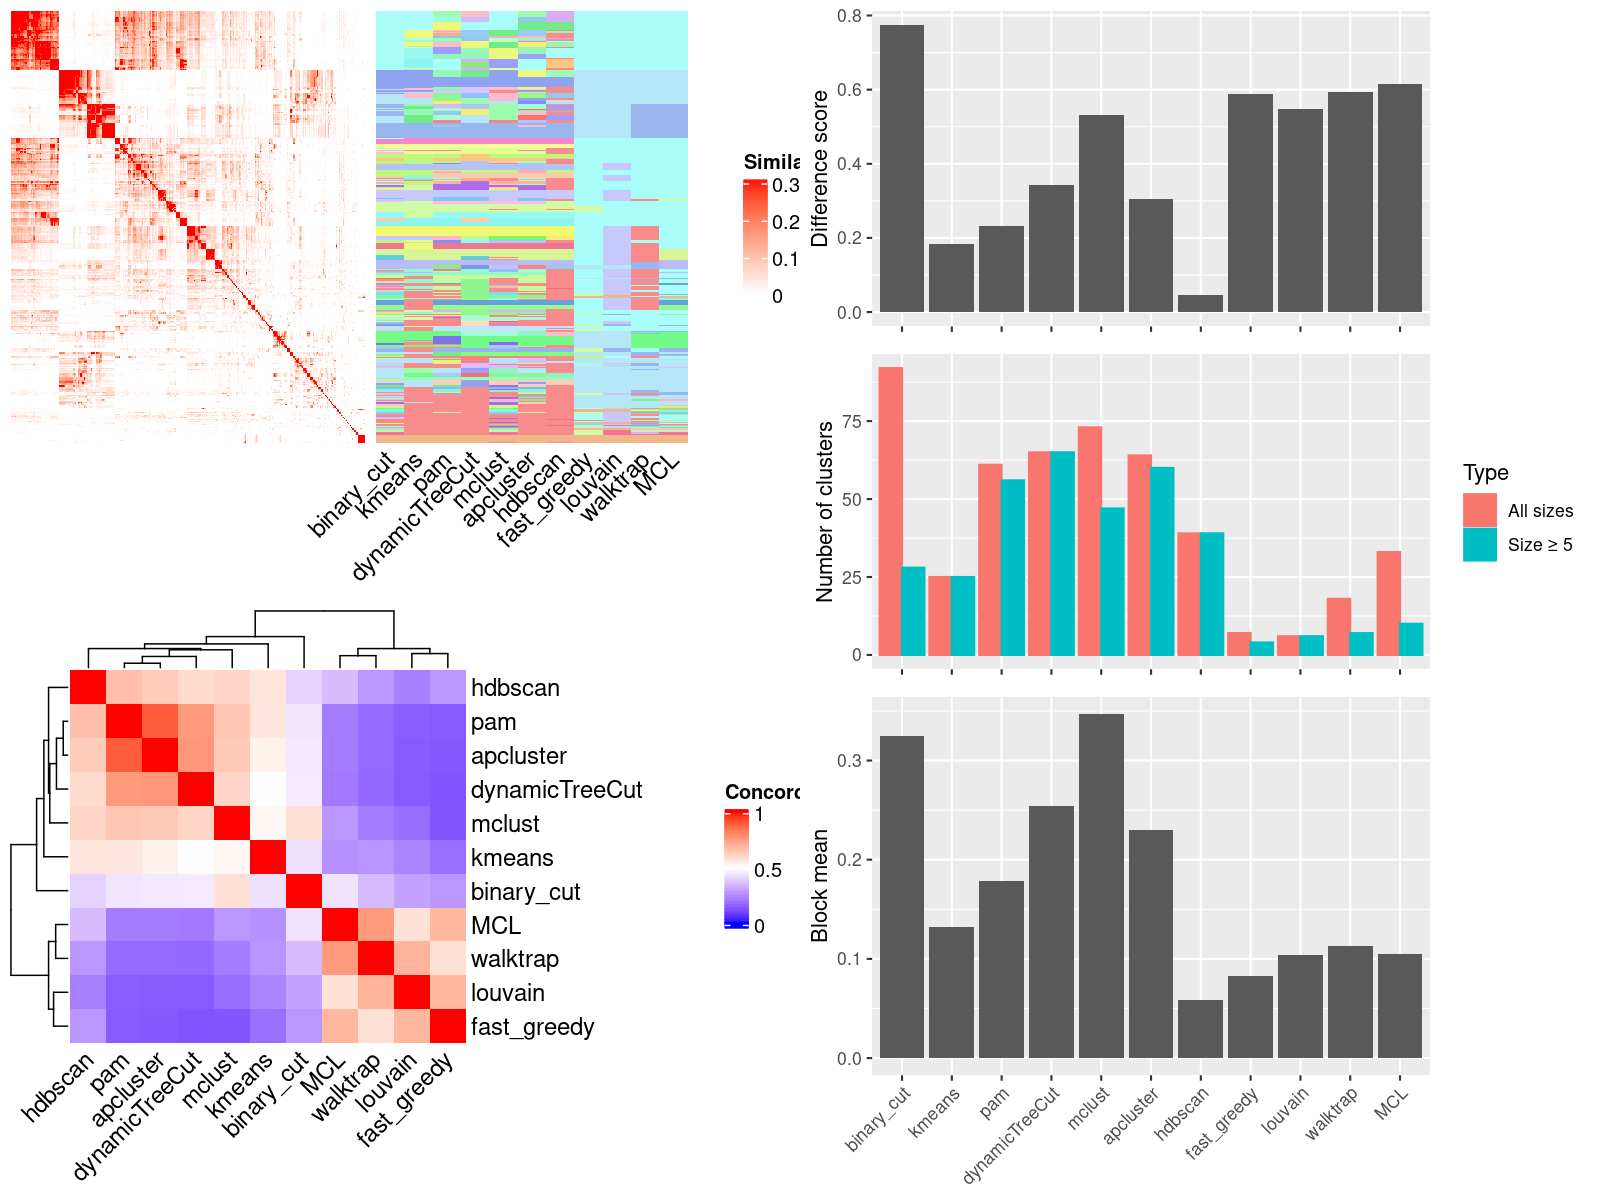 Simila
0.3
0.2
0.1
0
binary_cut
kmeans
pam
dynamicTreeCut
mclust
apcluster
hdbscan
fast_greedy
louvain
walktrap
MCL
Difference score
0.8
0.6
0.4
0.2
0.0
Number of clusters
75
50
25
0
Type
All sizes
Size ≥ 5
hdbscan
pam
apcluster
dynamicTreeCut
mclust
kmeans
binary_cut
MCL
walktrap
louvain
fast_greedy
hdbscan
pam
apcluster
dynamicTreeCut
mclust
kmeans
binary_cut
MCL
walktrap
louvain
fast_greedy
Concord
1
0.5
0
Block mean
0.3
0.2
0.1
0.0
binary_cut
kmeans
pam
dynamicTreeCut
mclust
apcluster
hdbscan
fast_greedy
louvain
walktrap
MCL